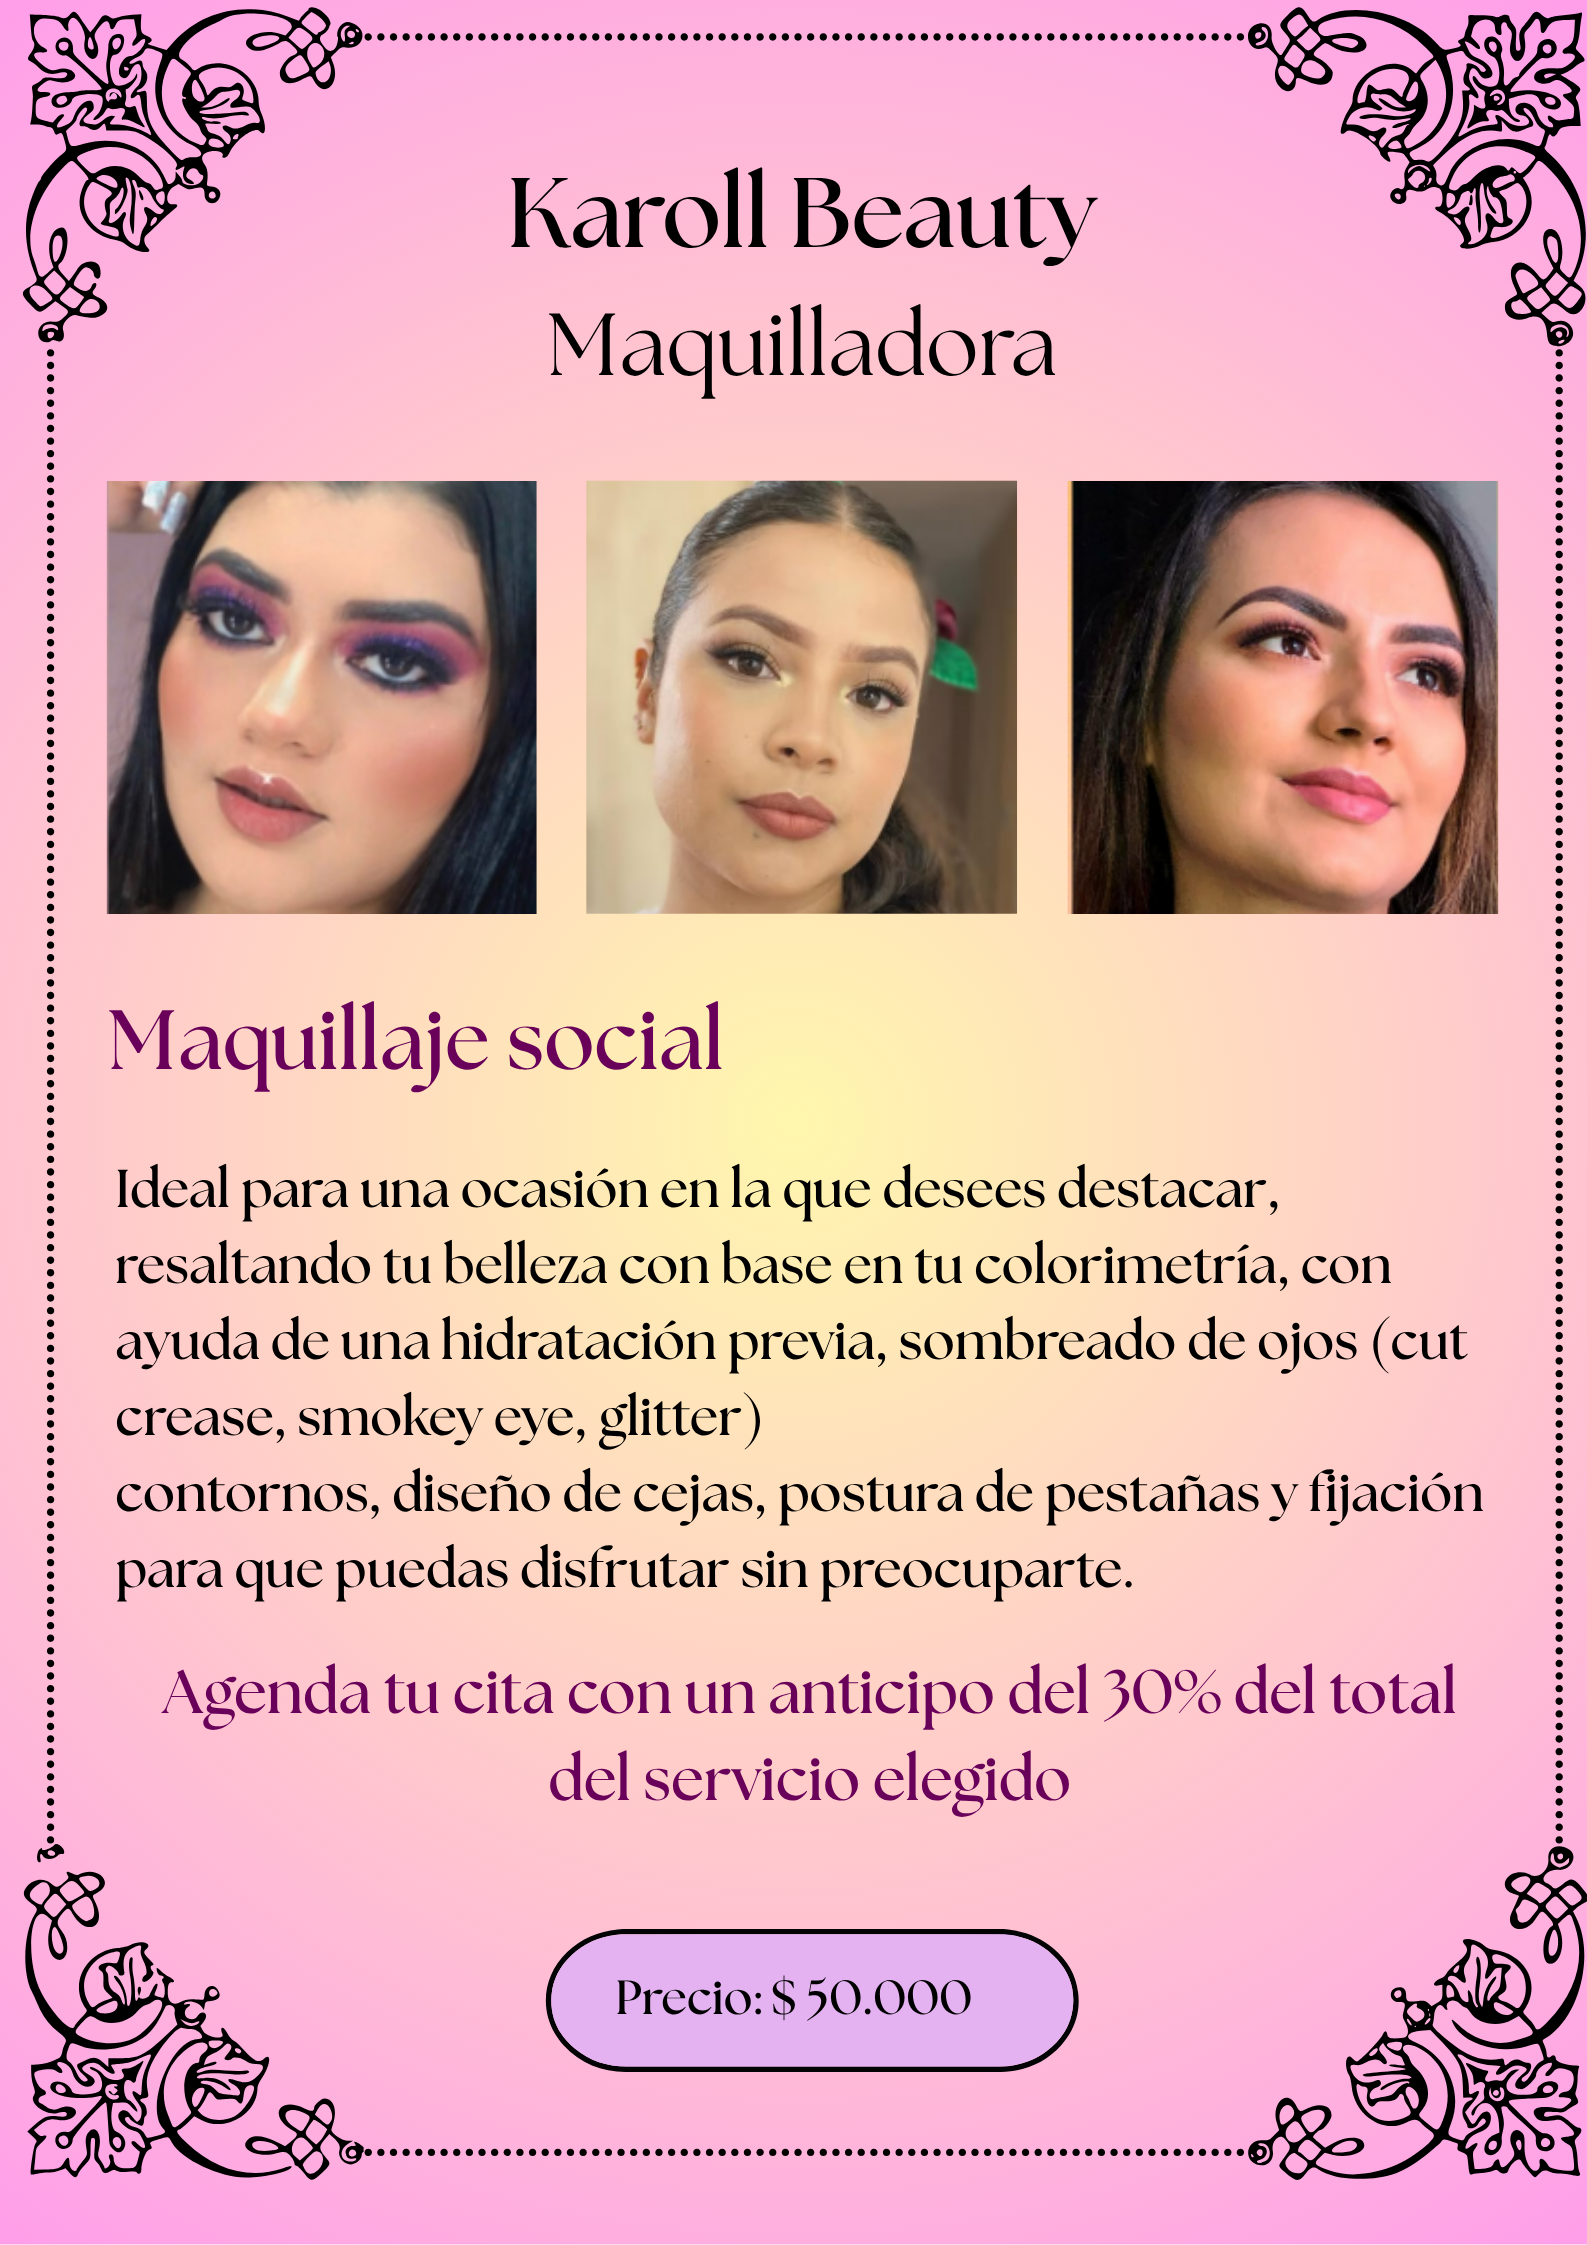 Karoll Beauty
Maquilladora
Maquillaje social
Ideal para una ocasión en la que desees destacar,
resaltando tu belleza con base en tu colorimetría, con
ayuda de una hidratación previa, sombreado de ojos (cut
crease, smokey eye, glitter)
contornos, diseño de cejas, postura de pestañas y fijación
para que puedas disfrutar sin preocuparte.
Agenda tu cita con un anticipo del 30% del total
del servicio elegido
Precio: $ 50.000